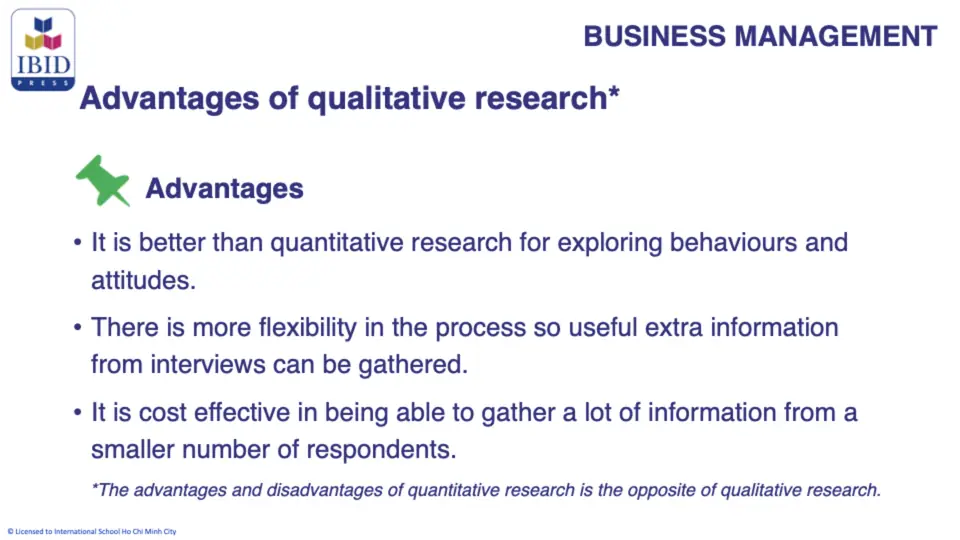 IBID
PRESS
BUSINESS MANAGEMENT
Advantages of qualitative research*
Advantages
• It is better than quantitative research for exploring behaviours and
attitudes.
• There is more flexibility in the process so useful extra information
from interviews can be gathered.
• It is cost effective in being able to gather a lot of information from a
smaller number of respondents.
*The advantages and disadvantages of quantitative research is the opposite of qualitative research.
© Licensed to International School Ho Chi Minh City